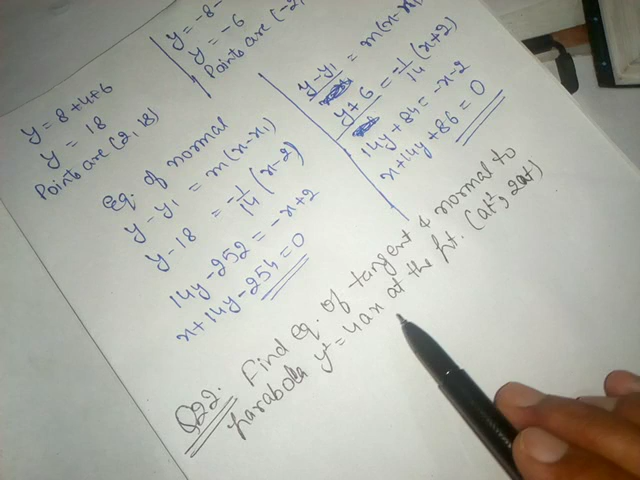 y = 8+4+6
y = 18
Points are (2, 18)
y = -8-
y = -6
Points are (-2,
Eq. of normal
y - y₁ = m(x-x₁)
y - 18 = -1/14 (x-2)
14y - 252 = -x+2
x+14y-254=0
y-y₁ = m(x-x₁)
y+6 = -1/14 (x+2)
14y+84 = -x-2
x+14y+86=0
Q22. Find eq. of tangent & normal to
parabola y² = 4ax at the pt. (at², 2at)